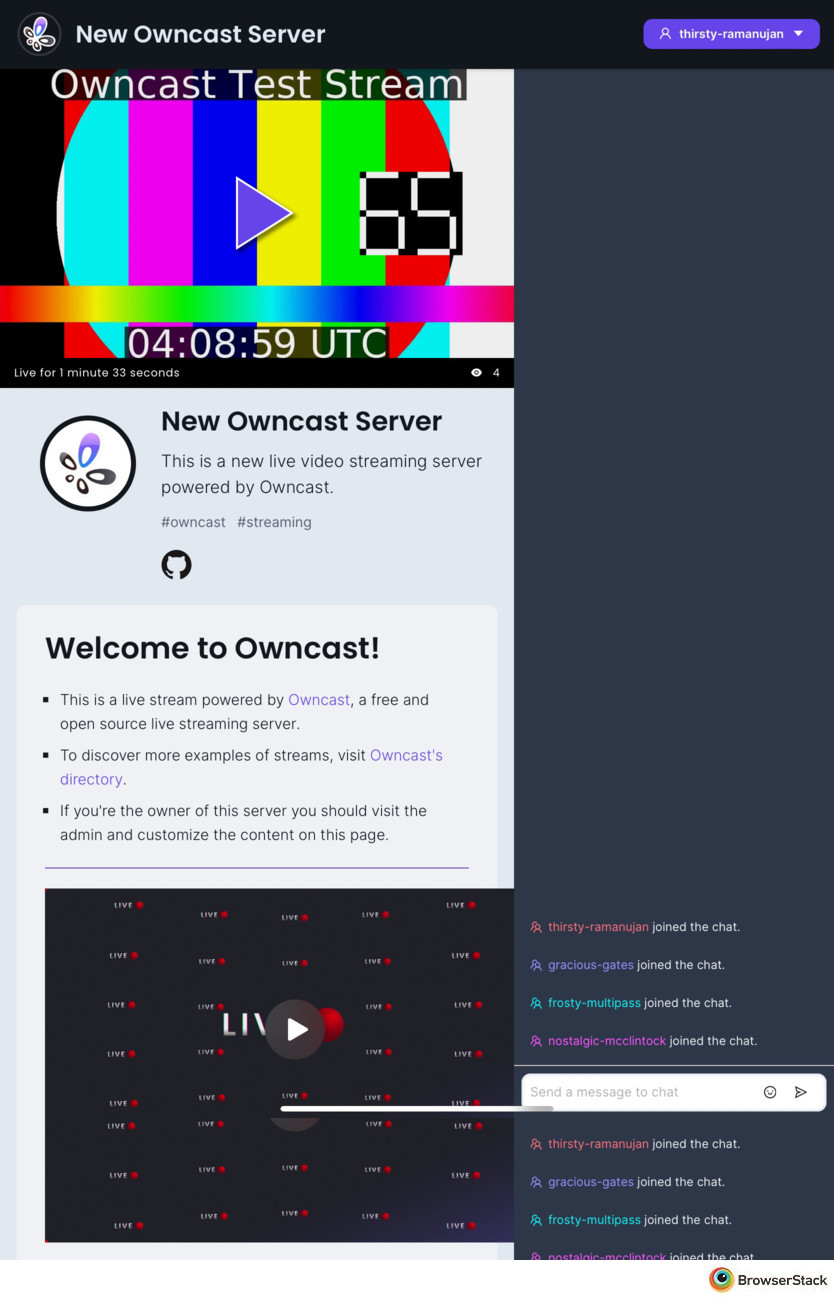 New Owncast Server
thirsty-ramanujan
Owncast Test Stream
65
04:08:59 UTC
Live for 1 minute 33 seconds
4
New Owncast Server
This is a new live video streaming server
powered by Owncast.
#owncast #streaming
Welcome to Owncast!
This is a live stream powered by Owncast, a free and
open source live streaming server.
To discover more examples of streams, visit Owncast's
directory.
If you're the owner of this server you should visit the
admin and customize the content on this page.
LIVE LIVE LIVE LIVE LIVE
LIVE LIVE LIVE LIVE LIVE
LIVE LIVE LIVE LIVE
LIV
LIVE LIVE LIVE LIVE
LIVE LIVE LIVE LIVE LIVE
LIVE LIVE LIVE LIVE LIVE
LIVE LIVE LIVE LIVE LIVE
LIVE LIVE LIVE LIVE LIVE
thirsty-ramanujan joined the chat.
gracious-gates joined the chat.
frosty-multipass joined the chat.
nostalgic-mcclintock joined the chat.
Send a message to chat
thirsty-ramanujan joined the chat.
gracious-gates joined the chat.
frosty-multipass joined the chat.
nostalgic-mcclintock joined the chat
BrowserStack